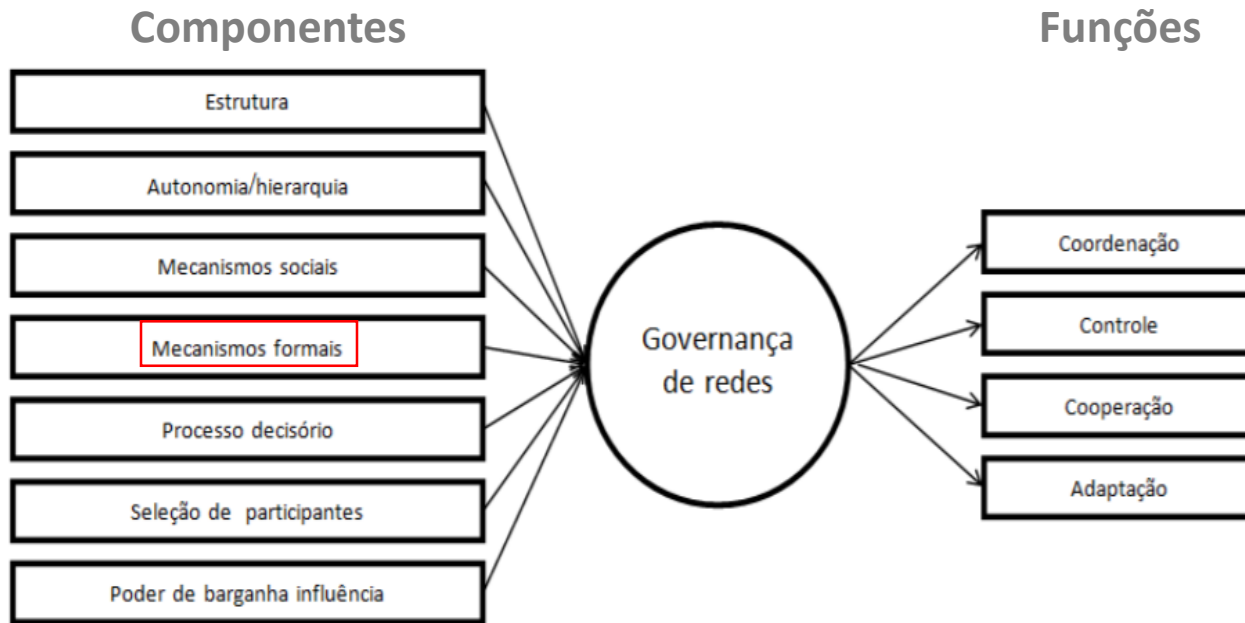 Componentes
Funções
Estrutura
Autonomia/hierarquia
Mecanismos sociais
Mecanismos formais
Processo decisório
Seleção de participantes
Poder de barganha influência
Governança
de redes
Coordenação
Controle
Cooperação
Adaptação